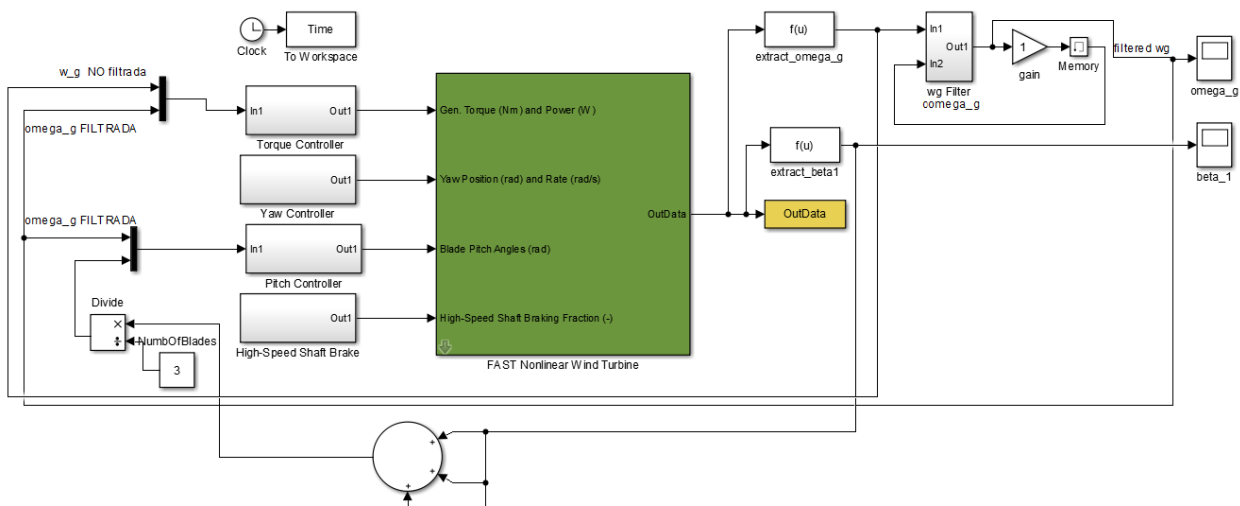 Clock
Time
To Workspace
f(u)
extract_omega_g
In1
In2
Out1
wg Filter
comega_g
1
gain
Memory
filtered wg
omega_g
w_g NO filtrada
omega_g FILTRADA
In1
Out1
Torque Controller
Gen. Torque (Nm) and Power (W)
f(u)
extract_beta1
beta_1
Out1
Yaw Controller
Yaw Position (rad) and Rate (rad/s)
OutData
OutData
omega_g FILTRADA
In1
Out1
Pitch Controller
Blade Pitch Angles (rad)
Divide
×
÷
NumbOfBlades
3
Out1
High-Speed Shaft Brake
High-Speed Shaft Braking Fraction (-)
FAST Nonlinear Wind Turbine
+
+
+